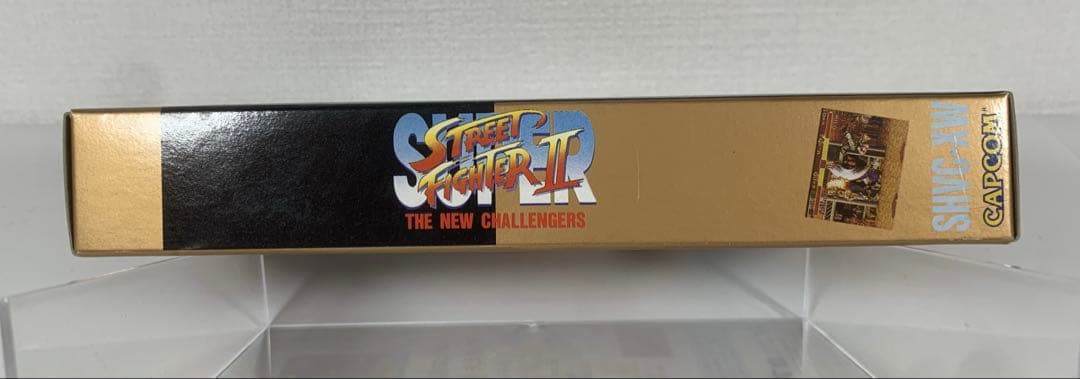 SUPER
STREET
FIGHTER II
THE NEW CHALLENGERS
SHVC-XW
CAPCOM